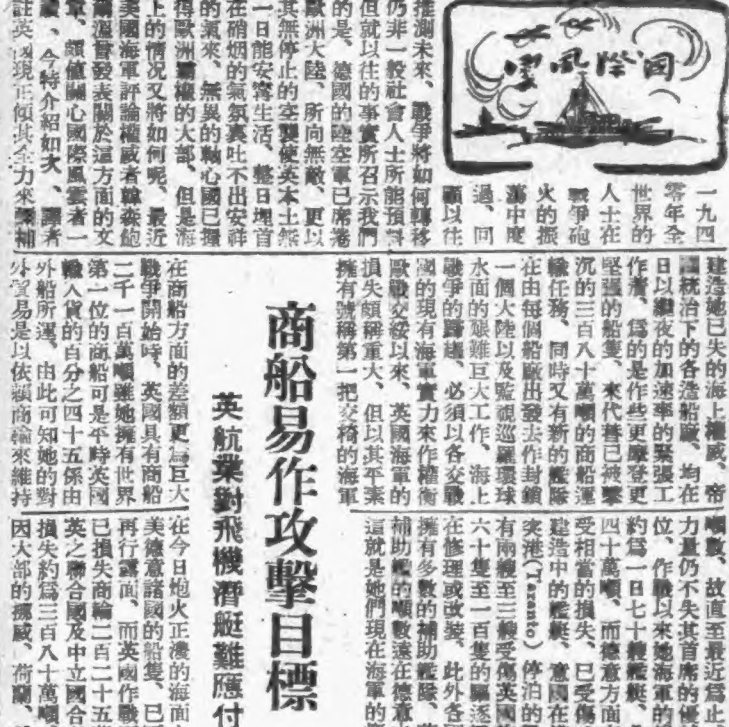 國際風雲
一九四
零年全
世界的
人士在
戰爭砲
火的振
盪中度
過、回
顧以往
推測未來、戰爭將如何轉移
仍非一般社會人士所能預料
但就以往的事實所召示我們
的是、德國的陸空軍已席捲
歐洲大陸、所向無敵、更以
其無停止的空襲使英本土無
一日能安寧生活、整日埋首
在硝烟的氣氛裏吐不出安祥
的氣來、無異的軸心國已獲
得歐洲霸權的大部、但是海
上的情况又將如何呢、最近
美國海軍評論權威者韓森鮑
爾溫曾發表關於這方面的文
章、頗值關心國際風雲者一
讀、今特介紹如次、譯者
註英國現正傾其全力來謀補
建造她已失的海上權威、帝
國統治下的各造船廠、均在
日以繼夜的加速率的緊張工
作着、爲的是作些更摩登更
堅强的船隻、來代替已被擊
沉的三百八十萬噸的商船運
輸任務、同時又有新的艦隊
在由每個船廠出發去作封鎖
一個大陸以及監視巡羅環球
水面的艱難巨大工作、海上
戰爭的歸趨、必須以各交戰
國的現有海軍實力來作權衡
歐戰交綏以來、英國海軍的
損失頗稱重大、但以其平素
擁有號稱第一把交椅的海軍
噸數、故直至最近爲止
力量仍不失其首席的優
位、作戰以來她海軍的
約爲一日七十艘艦艇、
四十萬噸、而德意方面
受相當的損失、已受傷
建造中的艦艇、意國在
突港(Taranto)停泊的
有兩艘至三艘受傷英國
六十隻至一百隻的驅逐
在修理或改裝、此外各
擁有多數的補助艦隊、
補助艦的噸數遠在德意
這就是她們現在海軍的
商船易作攻擊目標
英航業對飛機潛艇難應付
在商船方面的差額更爲巨大
戰爭開始時、英國具有商船
二千一百萬噸雖她擁有世界
第一位的商船可是平時英國
輸入貨的百分之四十五係由
外船所運、由此可知她的對
外貿易是以依賴商輪來維持
在今日炮火正濃的海面
美德意諸國的船隻、已
再行露面、而英國作戰
已損失商輪二百二十五
英之聯合國及中立國合
損失約爲三百八十萬噸
因大部的挪威、荷蘭、